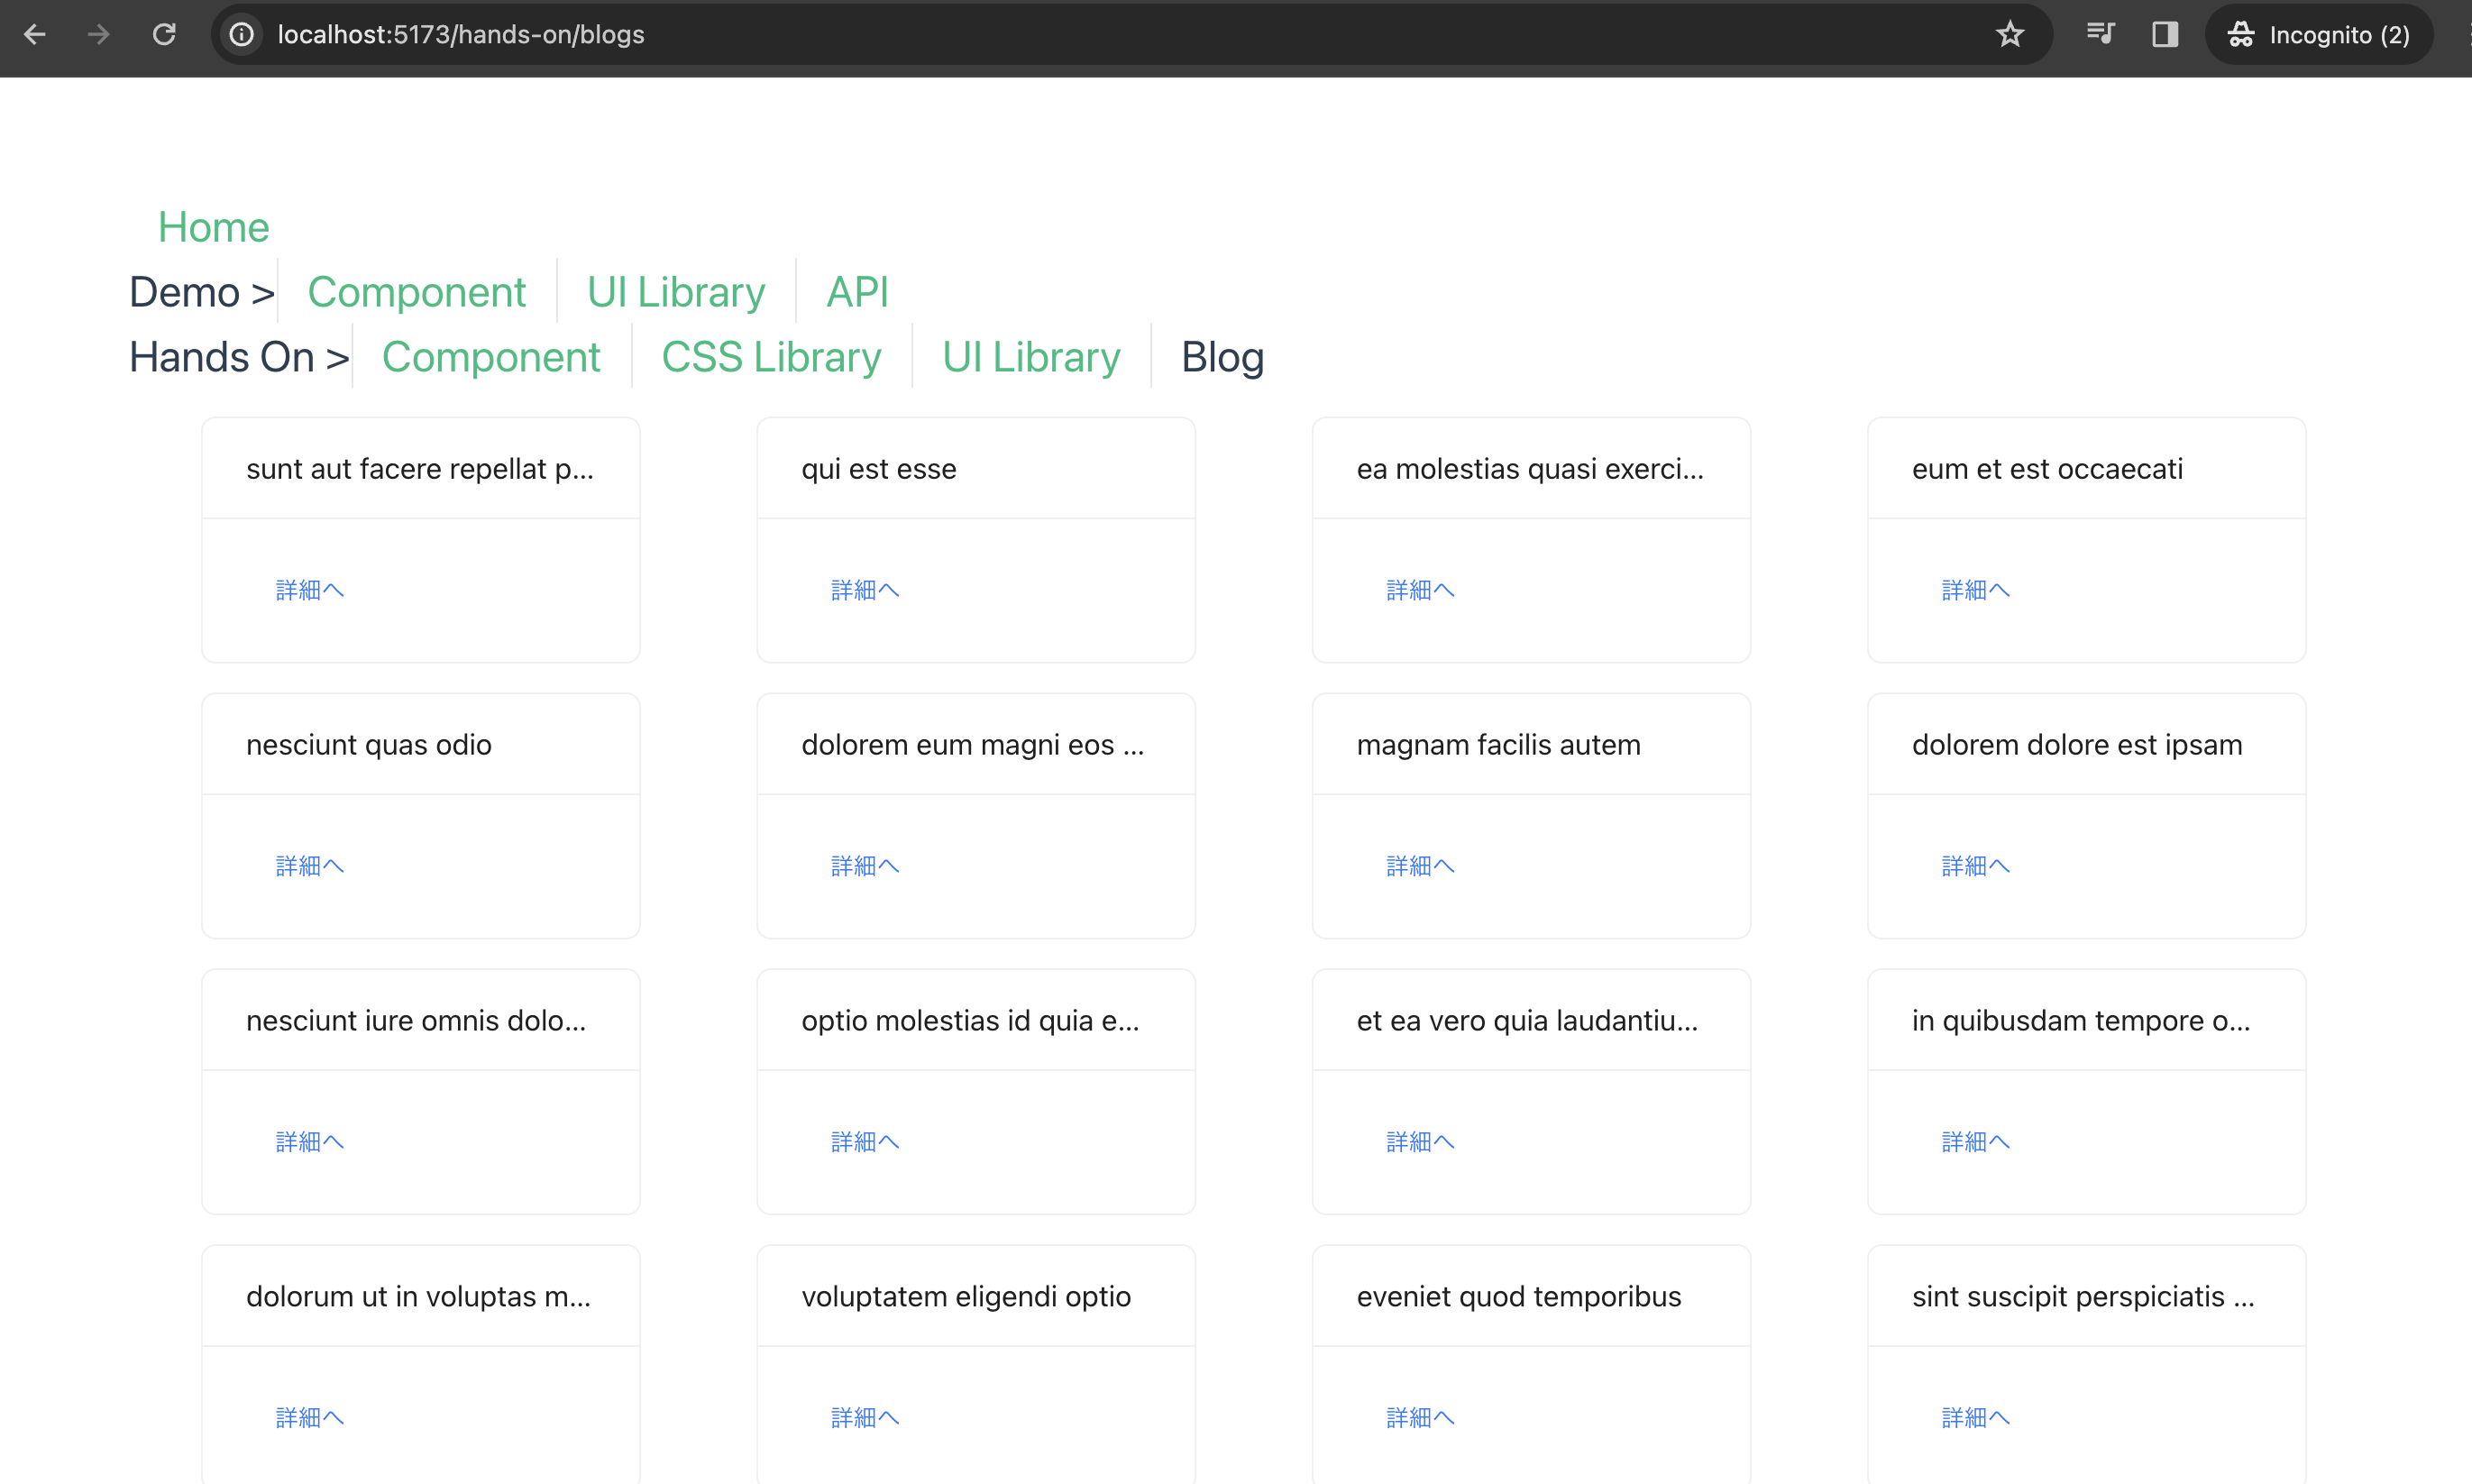 localhost:5173/hands-on/blogs Incognito (2)
Home
Demo > Component UI Library API
Hands On > Component CSS Library UI Library Blog
sunt aut facere repellat p... qui est esse ea molestias quasi exerci... eum et est occaecati
詳細へ 詳細へ 詳細へ 詳細へ
nesciunt quas odio dolorem eum magni eos ... magnam facilis autem dolorem dolore est ipsam
詳細へ 詳細へ 詳細へ 詳細へ
nesciunt iure omnis dolo... optio molestias id quia e... et ea vero quia laudantiu... in quibusdam tempore o...
詳細へ 詳細へ 詳細へ 詳細へ
dolorum ut in voluptas m... voluptatem eligendi optio eveniet quod temporibus sint suscipit perspiciatis ...
詳細へ 詳細へ 詳細へ 詳細へ